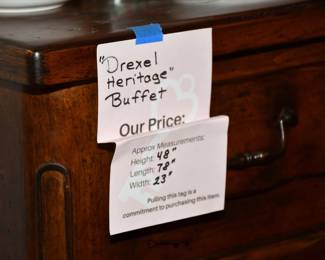 "Drexel
Heritage"
Buffet
Our Price:
Approx Measurements:
Height: 48"
Length: 78"
Width: 23"
Pulling this tag is a
commitment to purchasing this item.